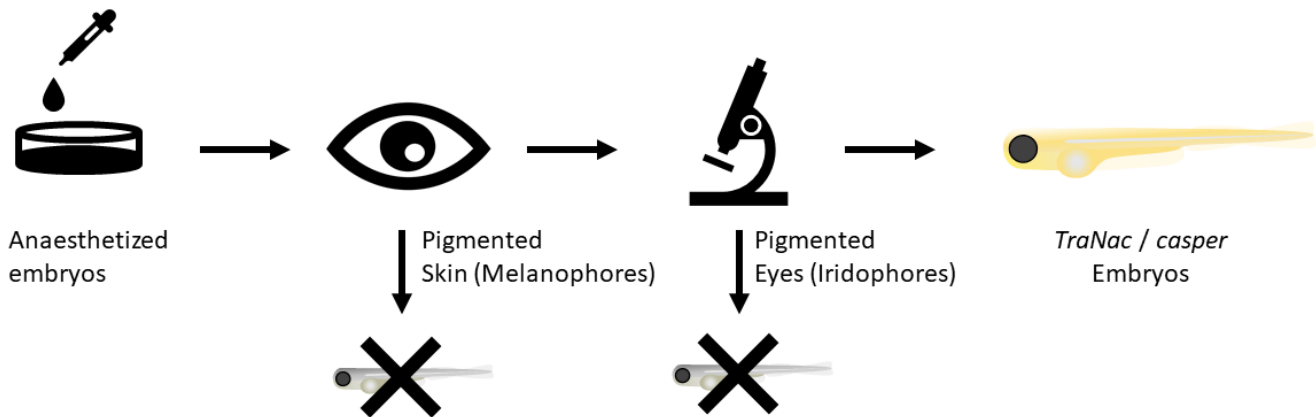 Anaesthetized
embryos
Pigmented
Skin (Melanophores)
Pigmented
Eyes (Iridophores)
TraNac / casper
Embryos